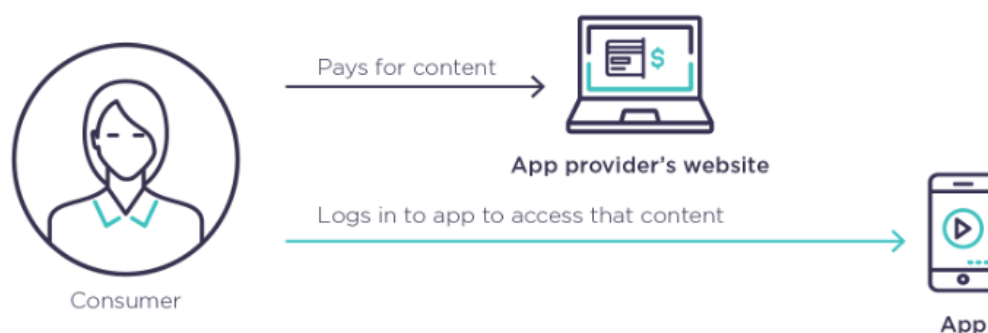 Pays for content
$
App provider's website
Logs in to app to access that content
Consumer
App